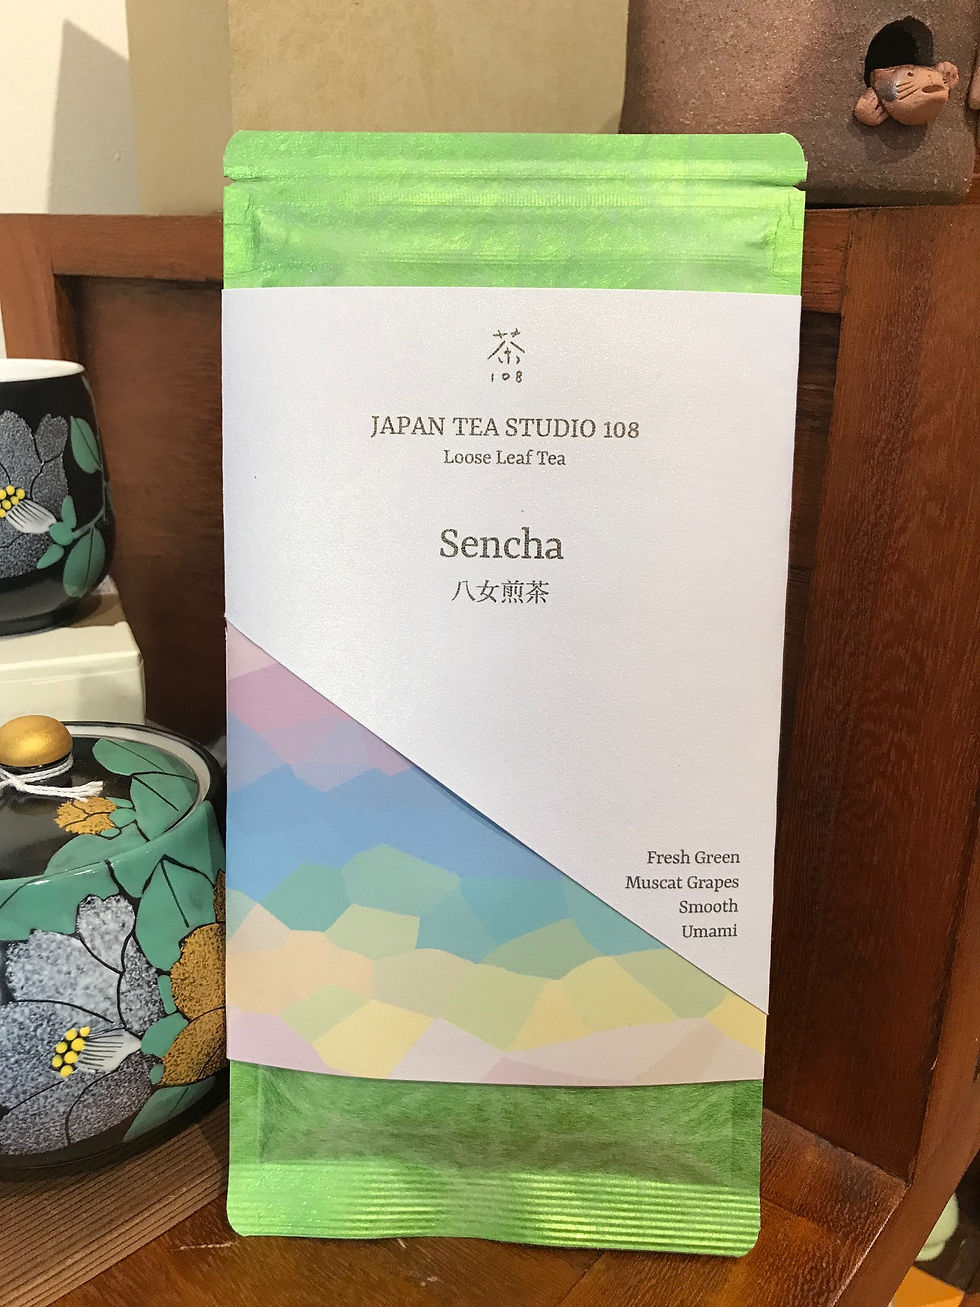 茶
108
JAPAN TEA STUDIO 108
Loose Leaf Tea
Sencha
八女煎茶
Fresh Green
Muscat Grapes
Smooth
Umami